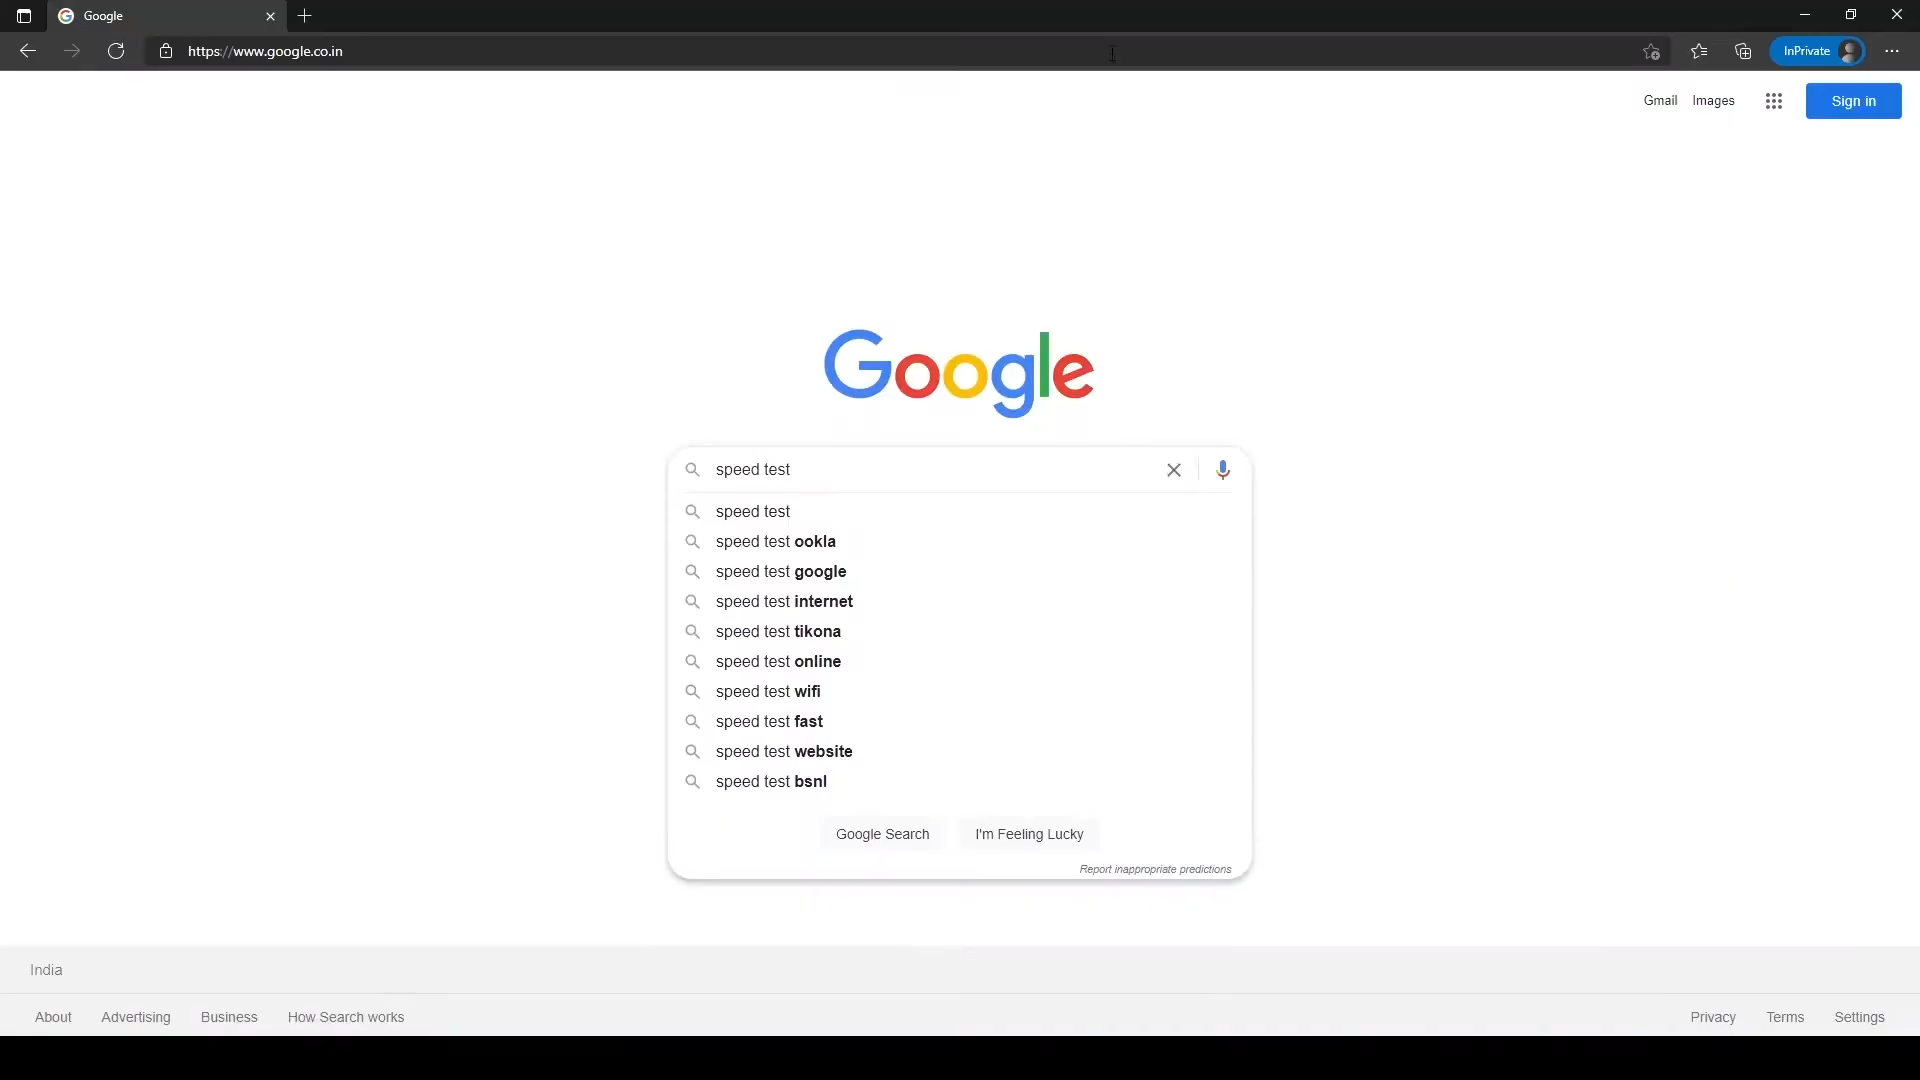 Google
https://www.google.co.in
InPrivate
Gmail Images Sign in
Google
speed test
speed test
speed test ookla
speed test google
speed test internet
speed test tikona
speed test online
speed test wifi
speed test fast
speed test website
speed test bsnl
Google Search I'm Feeling Lucky
Report inappropriate predictions
India
About Advertising Business How Search works Privacy Terms Settings